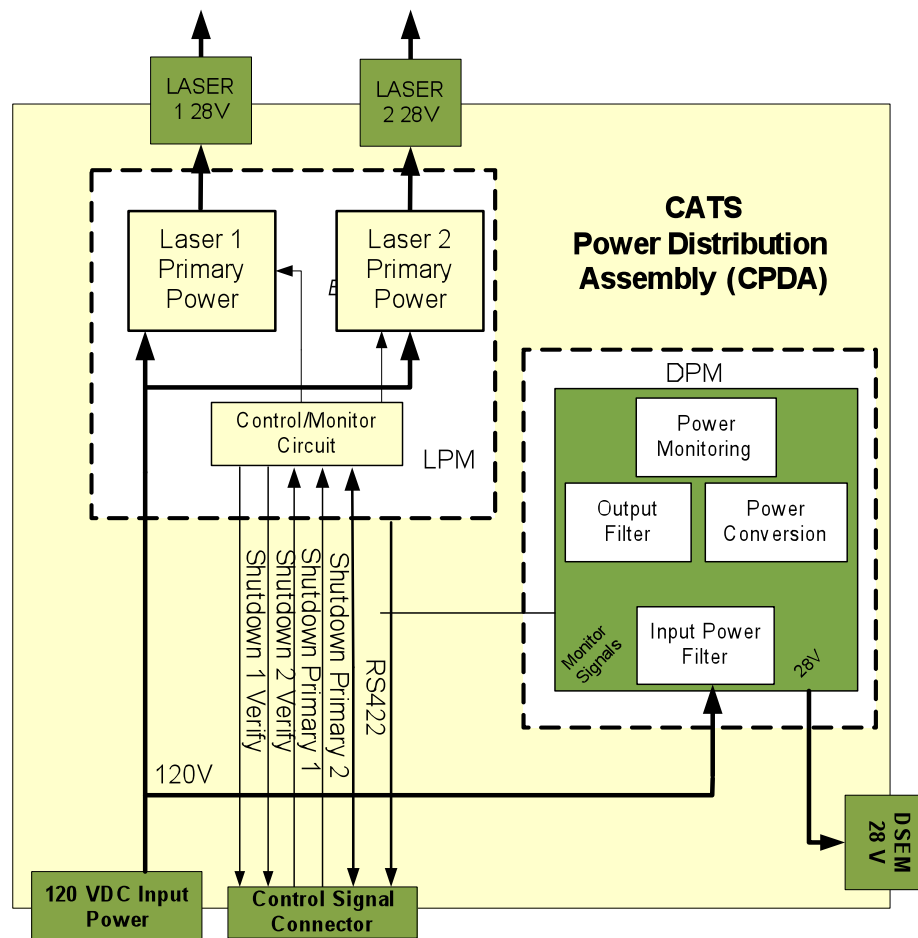 LASER
1 28V
LASER
2 28V
CATS
Power Distribution
Assembly (CPDA)
Laser 1
Primary
Power
Laser 2
Primary
Power
E
Control/Monitor
Circuit
LPM
DPM
Power
Monitoring
Output
Filter
Power
Conversion
Input Power
Filter
Monitor
Signals
28V
Shutdown 1 Verify
Shutdown 2 Verify
Shutdown Primary 1
Shutdown Primary 2
RS422
120V
DSEM
28 V
120 VDC Input
Power
Control Signal
Connector